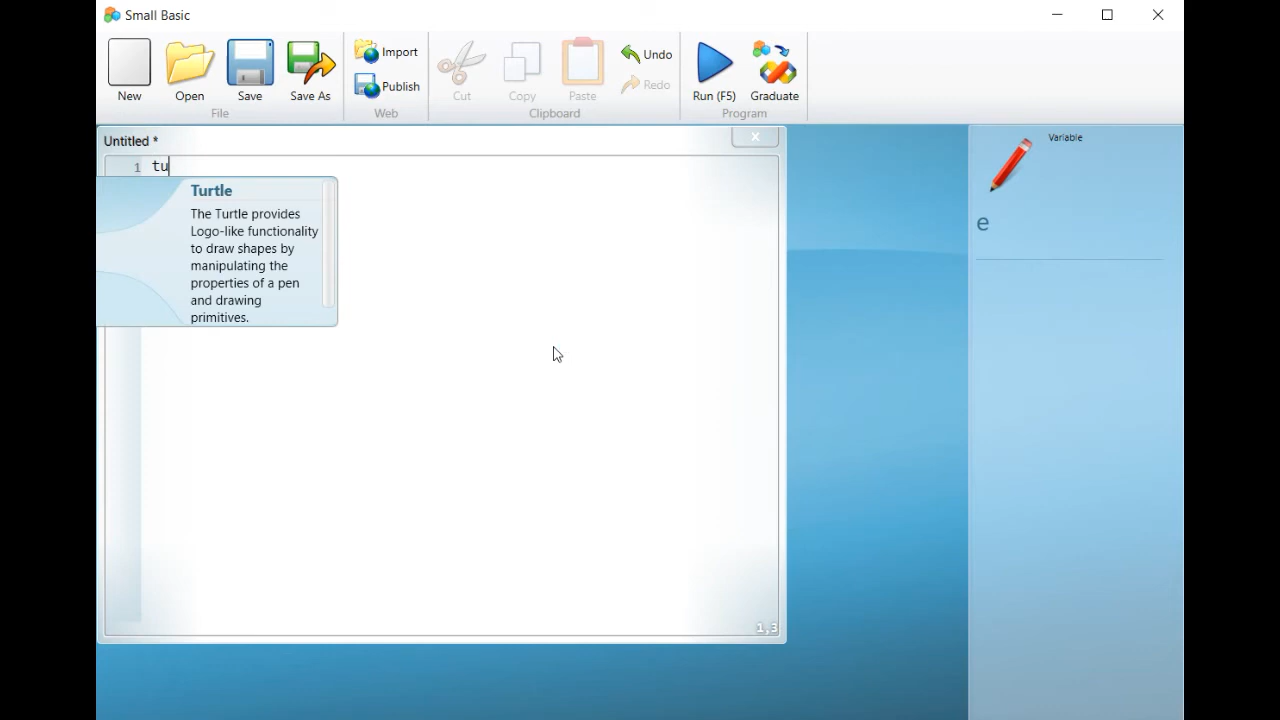 Small Basic
New
Open
Save
Save As
File
Import
Publish
Web
Cut
Copy
Paste
Undo
Redo
Clipboard
Run (F5)
Graduate
Program
Untitled *
1 tu
Turtle
The Turtle provides
Logo-like functionality
to draw shapes by
manipulating the
properties of a pen
and drawing
primitives.
1,3
Variable
e